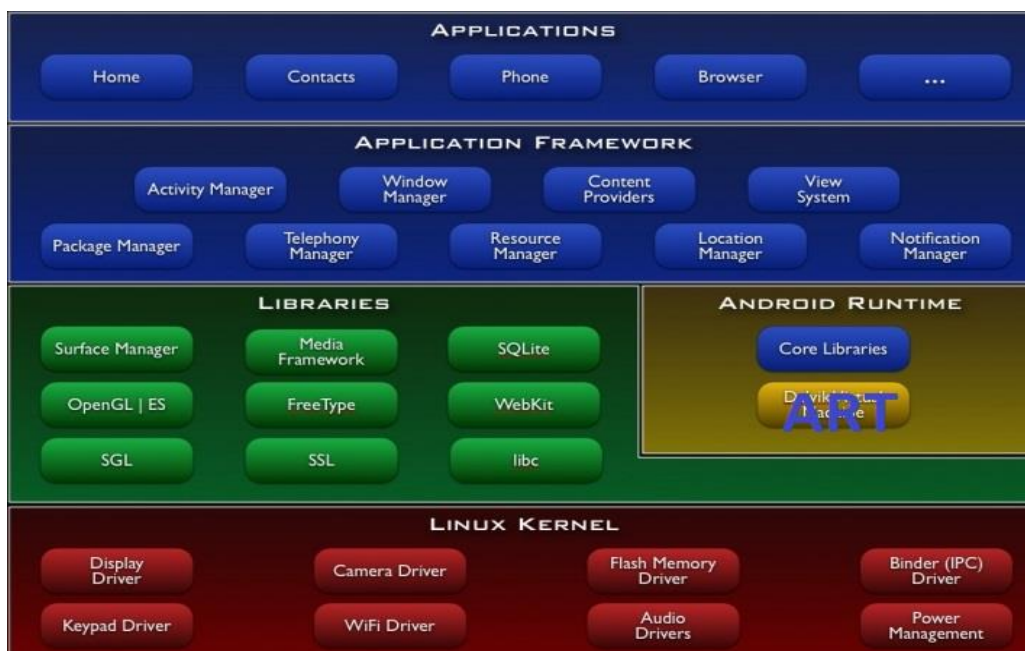 APPLICATIONS
Home
Contacts
Phone
Browser
...
APPLICATION FRAMEWORK
Activity Manager
Window
Manager
Content
Providers
View
System
Package Manager
Telephony
Manager
Resource
Manager
Location
Manager
Notification
Manager
LIBRARIES
Surface Manager
Media
Framework
SQLite
OpenGL | ES
FreeType
WebKit
SGL
SSL
libc
ANDROID RUNTIME
Core Libraries
Dalvik Virtual
Machine
ART
LINUX KERNEL
Display
Driver
Camera Driver
Flash Memory
Driver
Binder (IPC)
Driver
Keypad Driver
WiFi Driver
Audio
Drivers
Power
Management